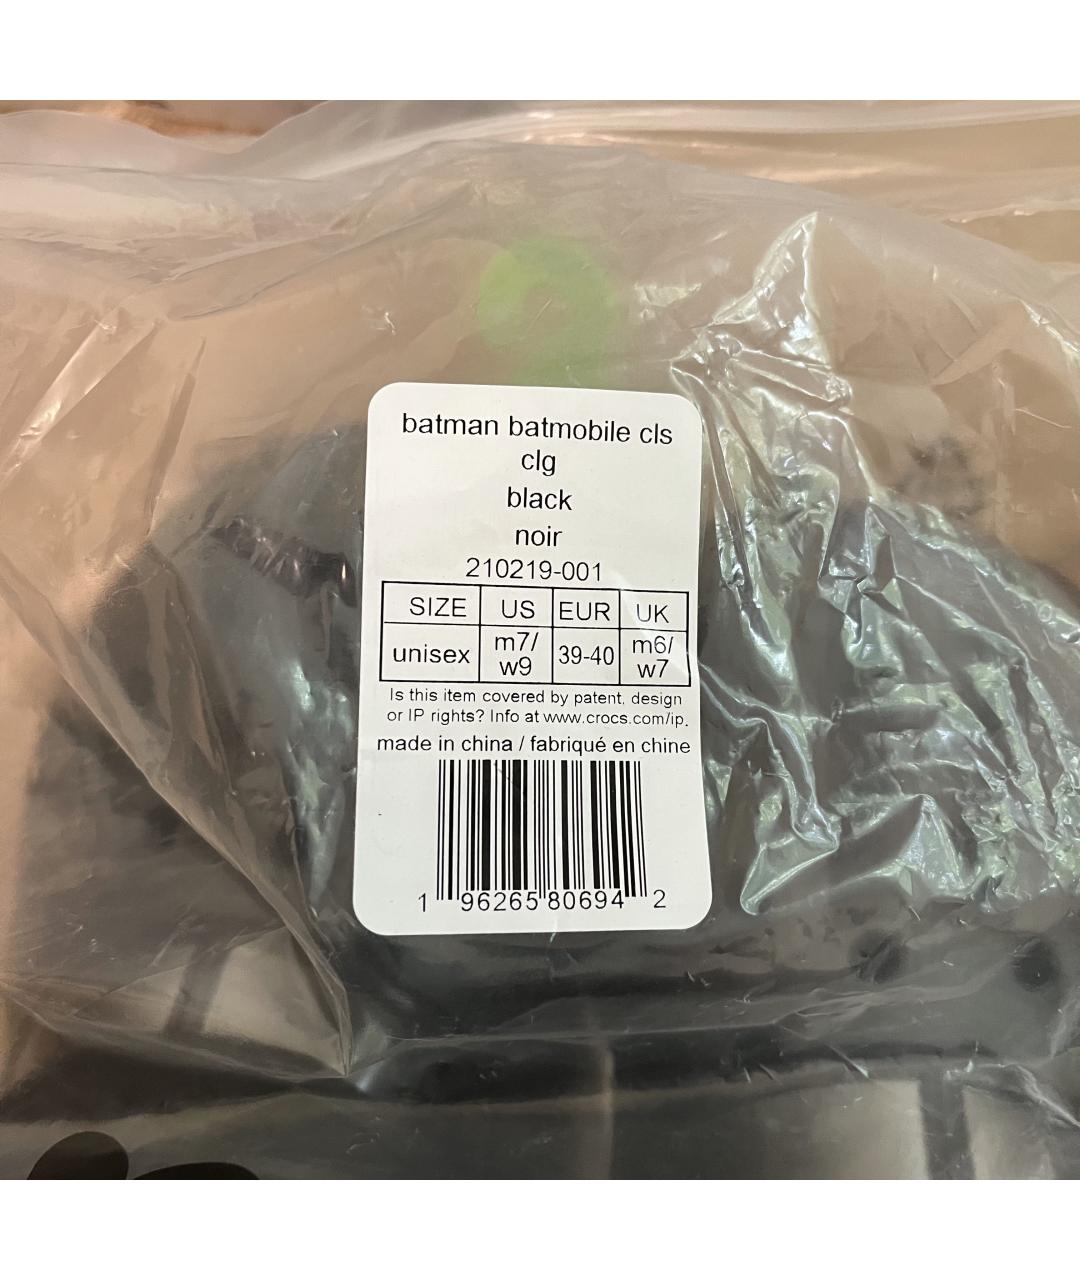 batman batmobile cls
clg
black
noir
210219-001
SIZE US EUR UK
unisex m7/ w9 39-40 m6/ w7
Is this item covered by patent, design
or IP rights? Info at www.crocs.com/ip.
made in china / fabriqué en chine
1 96265 80694 2